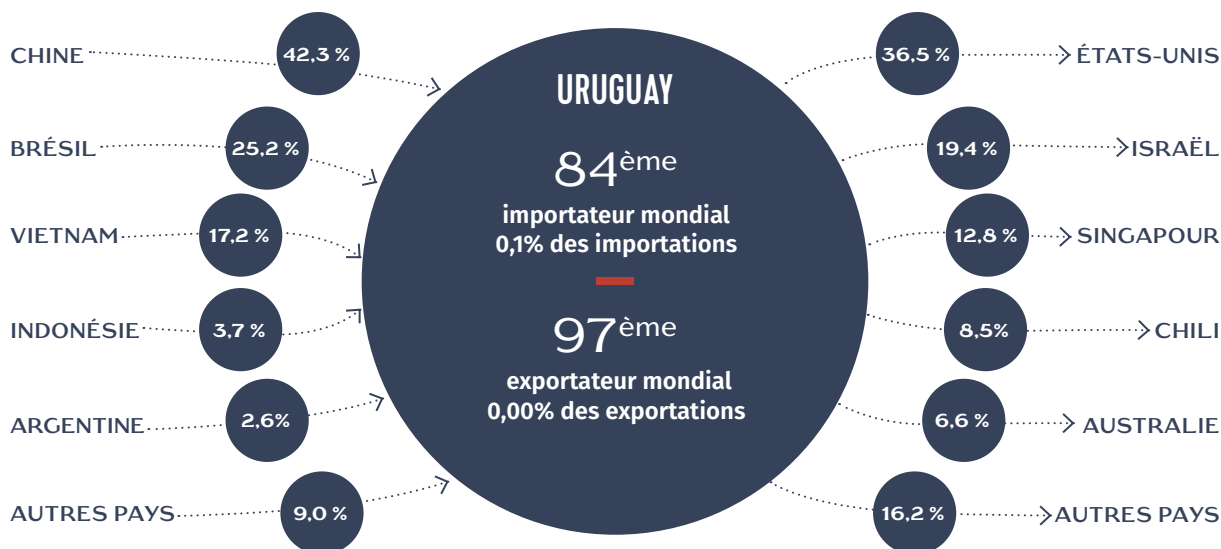 CHINE
42,3 %
BRÉSIL
25,2 %
VIETNAM
17,2 %
INDONÉSIE
3,7 %
ARGENTINE
2,6%
AUTRES PAYS
9,0 %
URUGUAY
84ème
importateur mondial
0,1% des importations
97ème
exportateur mondial
0,00% des exportations
36,5 %
ÉTATS-UNIS
19,4 %
ISRAËL
12,8 %
SINGAPOUR
8,5%
CHILI
6,6 %
AUSTRALIE
16,2 %
AUTRES PAYS